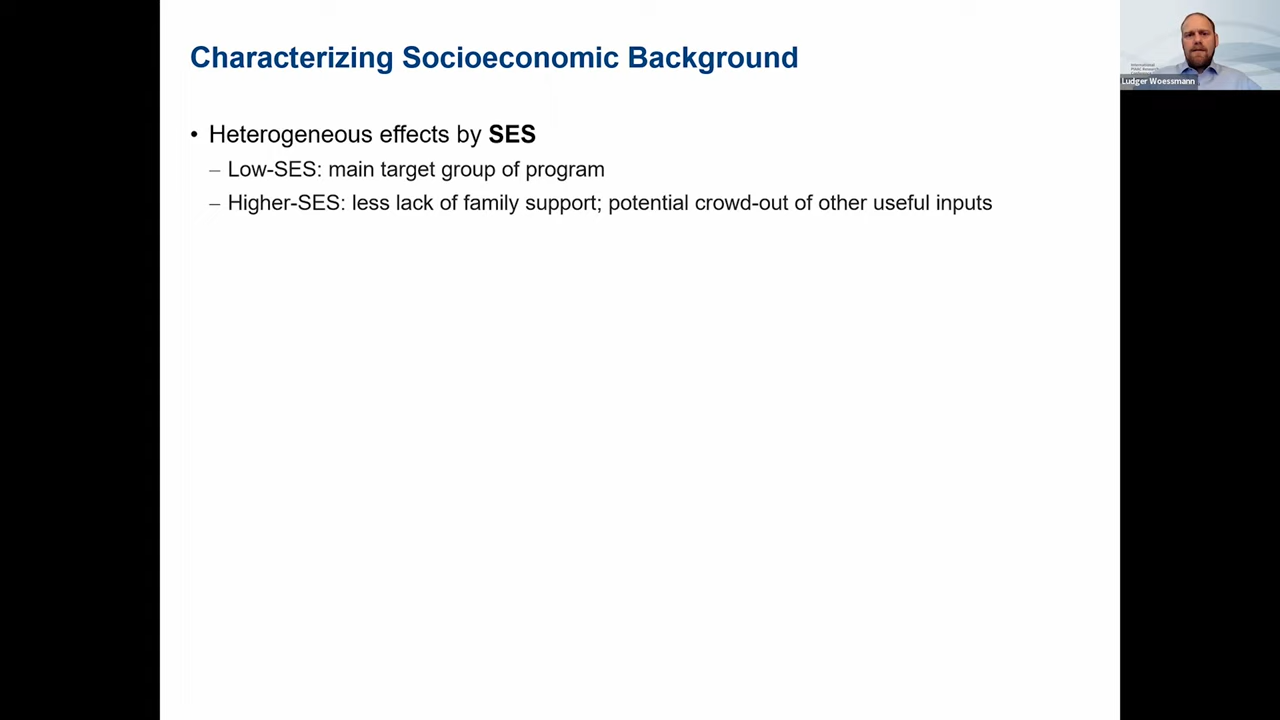 Characterizing Socioeconomic Background
• Heterogeneous effects by SES
– Low-SES: main target group of program
– Higher-SES: less lack of family support; potential crowd-out of other useful inputs
Ludger Woessmann